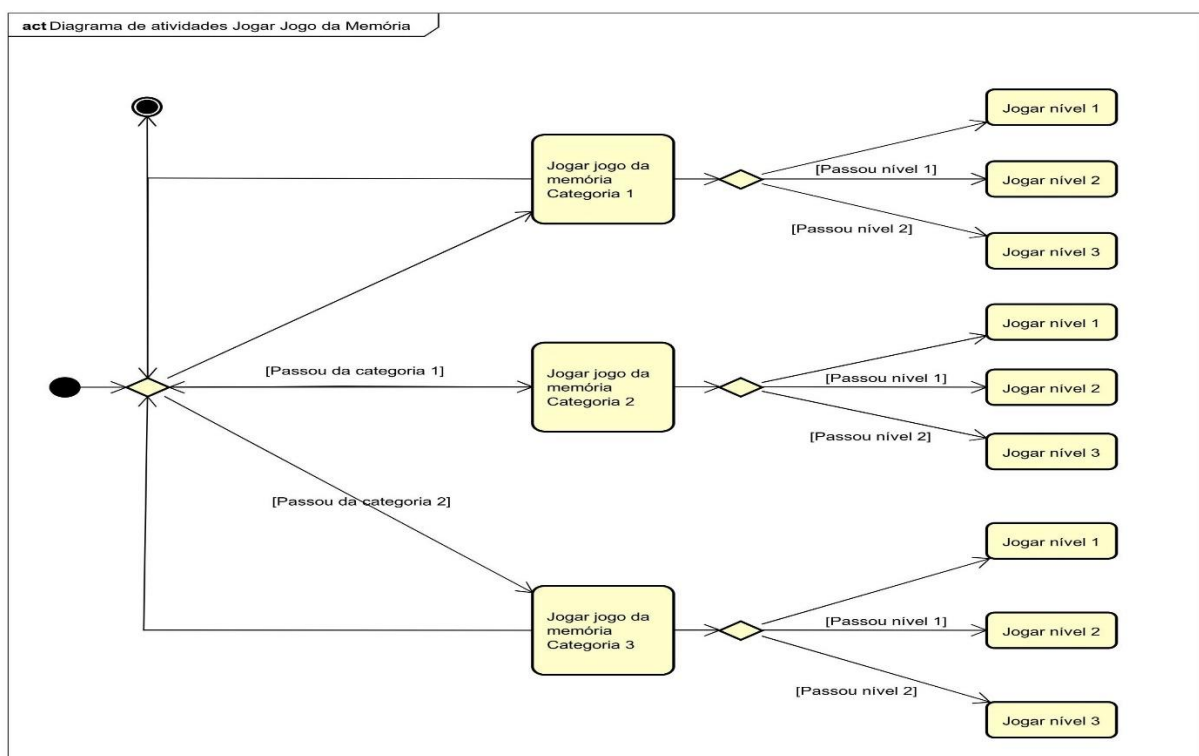 act Diagrama de atividades Jogar Jogo da Memória
Jogar jogo da
memória
Categoria 1
[Passou nível 1]
[Passou nível 2]
Jogar nível 1
Jogar nível 2
Jogar nível 3
[Passou da categoria 1]
Jogar jogo da
memória
Categoria 2
[Passou nível 1]
[Passou nível 2]
Jogar nível 1
Jogar nível 2
Jogar nível 3
[Passou da categoria 2]
Jogar jogo da
memória
Categoria 3
[Passou nível 1]
[Passou nível 2]
Jogar nível 1
Jogar nível 2
Jogar nível 3